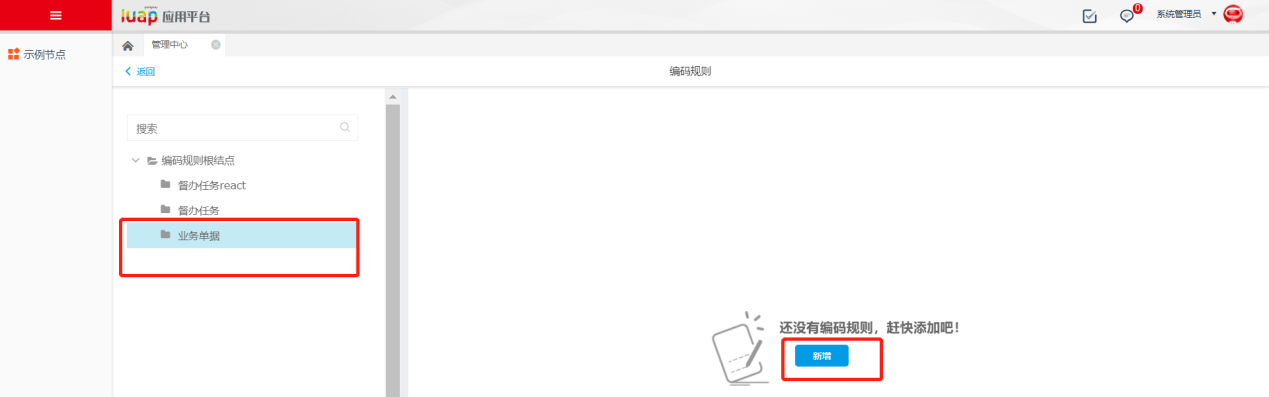 iuap 应用平台
0
系统管理员
示例节点
管理中心
返回
编码规则
搜索
编码规则根结点
督办任务react
督办任务
业务单据
还没有编码规则，赶快添加吧！
新增